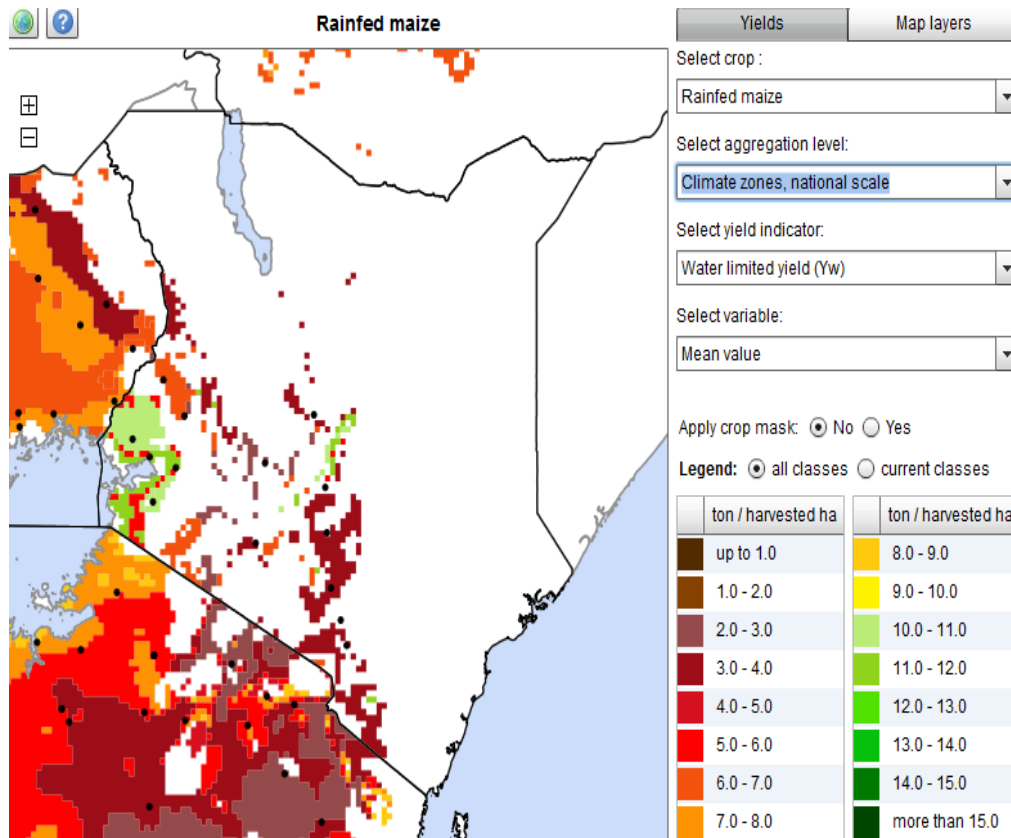 ?
Rainfed maize
Yields
Map layers
Select crop :
Rainfed maize
Select aggregation level:
Climate zones, national scale
Select yield indicator:
Water limited yield (Yw)
Select variable:
Mean value
Apply crop mask: No Yes
Legend: all classes current classes
ton / harvested ha
up to 1.0
1.0 - 2.0
2.0 - 3.0
3.0 - 4.0
4.0 - 5.0
5.0 - 6.0
6.0 - 7.0
7.0 - 8.0
ton / harvested ha
8.0 - 9.0
9.0 - 10.0
10.0 - 11.0
11.0 - 12.0
12.0 - 13.0
13.0 - 14.0
14.0 - 15.0
more than 15.0